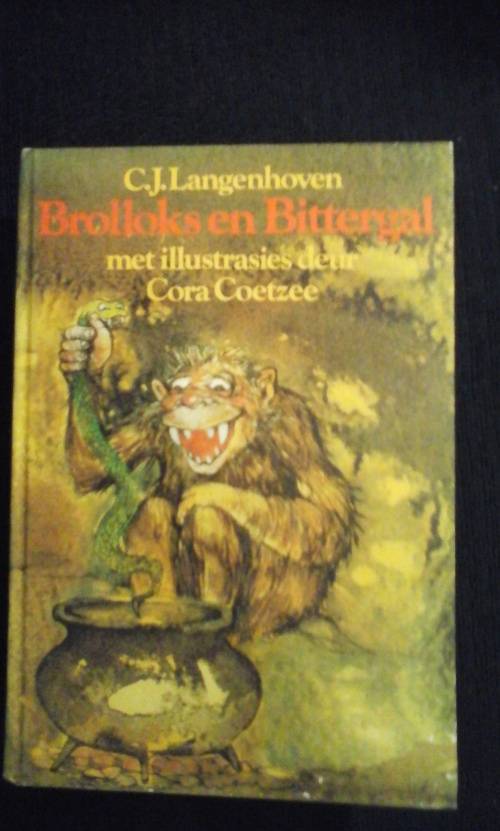 C.J. Langenhoven
Brolloks en Bittergal
met illustrasies deur
Cora Coetzee